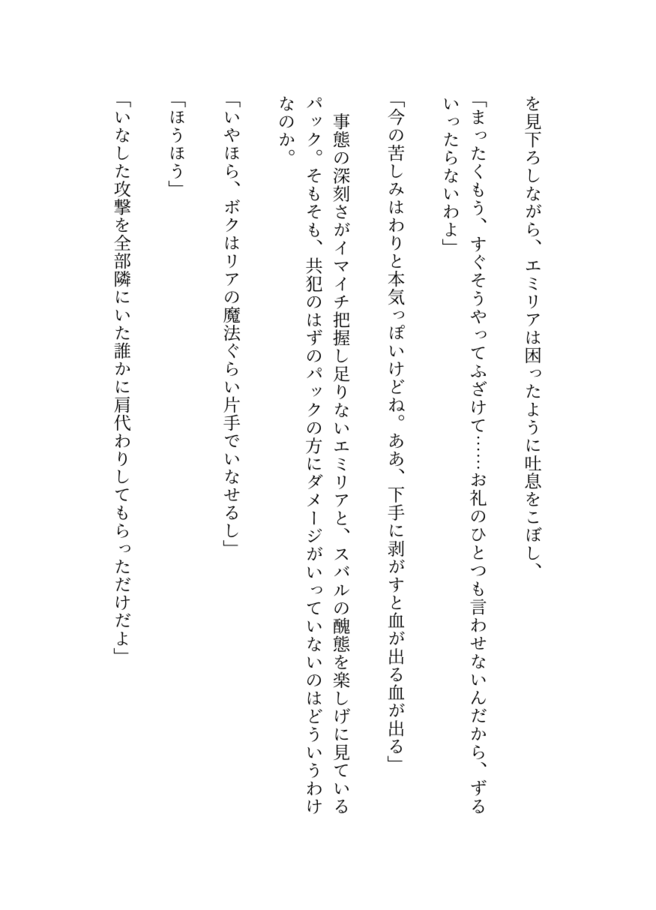 を見下ろしながら、エミリアは困ったように吐息をこぼし、
「まったくもう、すぐそうやってふざけて……お礼のひとつも言わせないんだから、ずる
いったらないわよ」
「今の苦しみはわりと本気っぽいけどね。ああ、下手に剥がすと血が出る血が出る」
　事態の深刻さがイマイチ把握し足りないエミリアと、スバルの醜態を楽しげに見ている
パック。そもそも、共犯のはずのパックの方にダメージがいっていないのはどういうわけ
なのか。
「いやほら、ボクはリアの魔法ぐらい片手でいなせるし」
「ほうほう」
「いなした攻撃を全部隣にいた誰かに肩代わりしてもらっただけだよ」